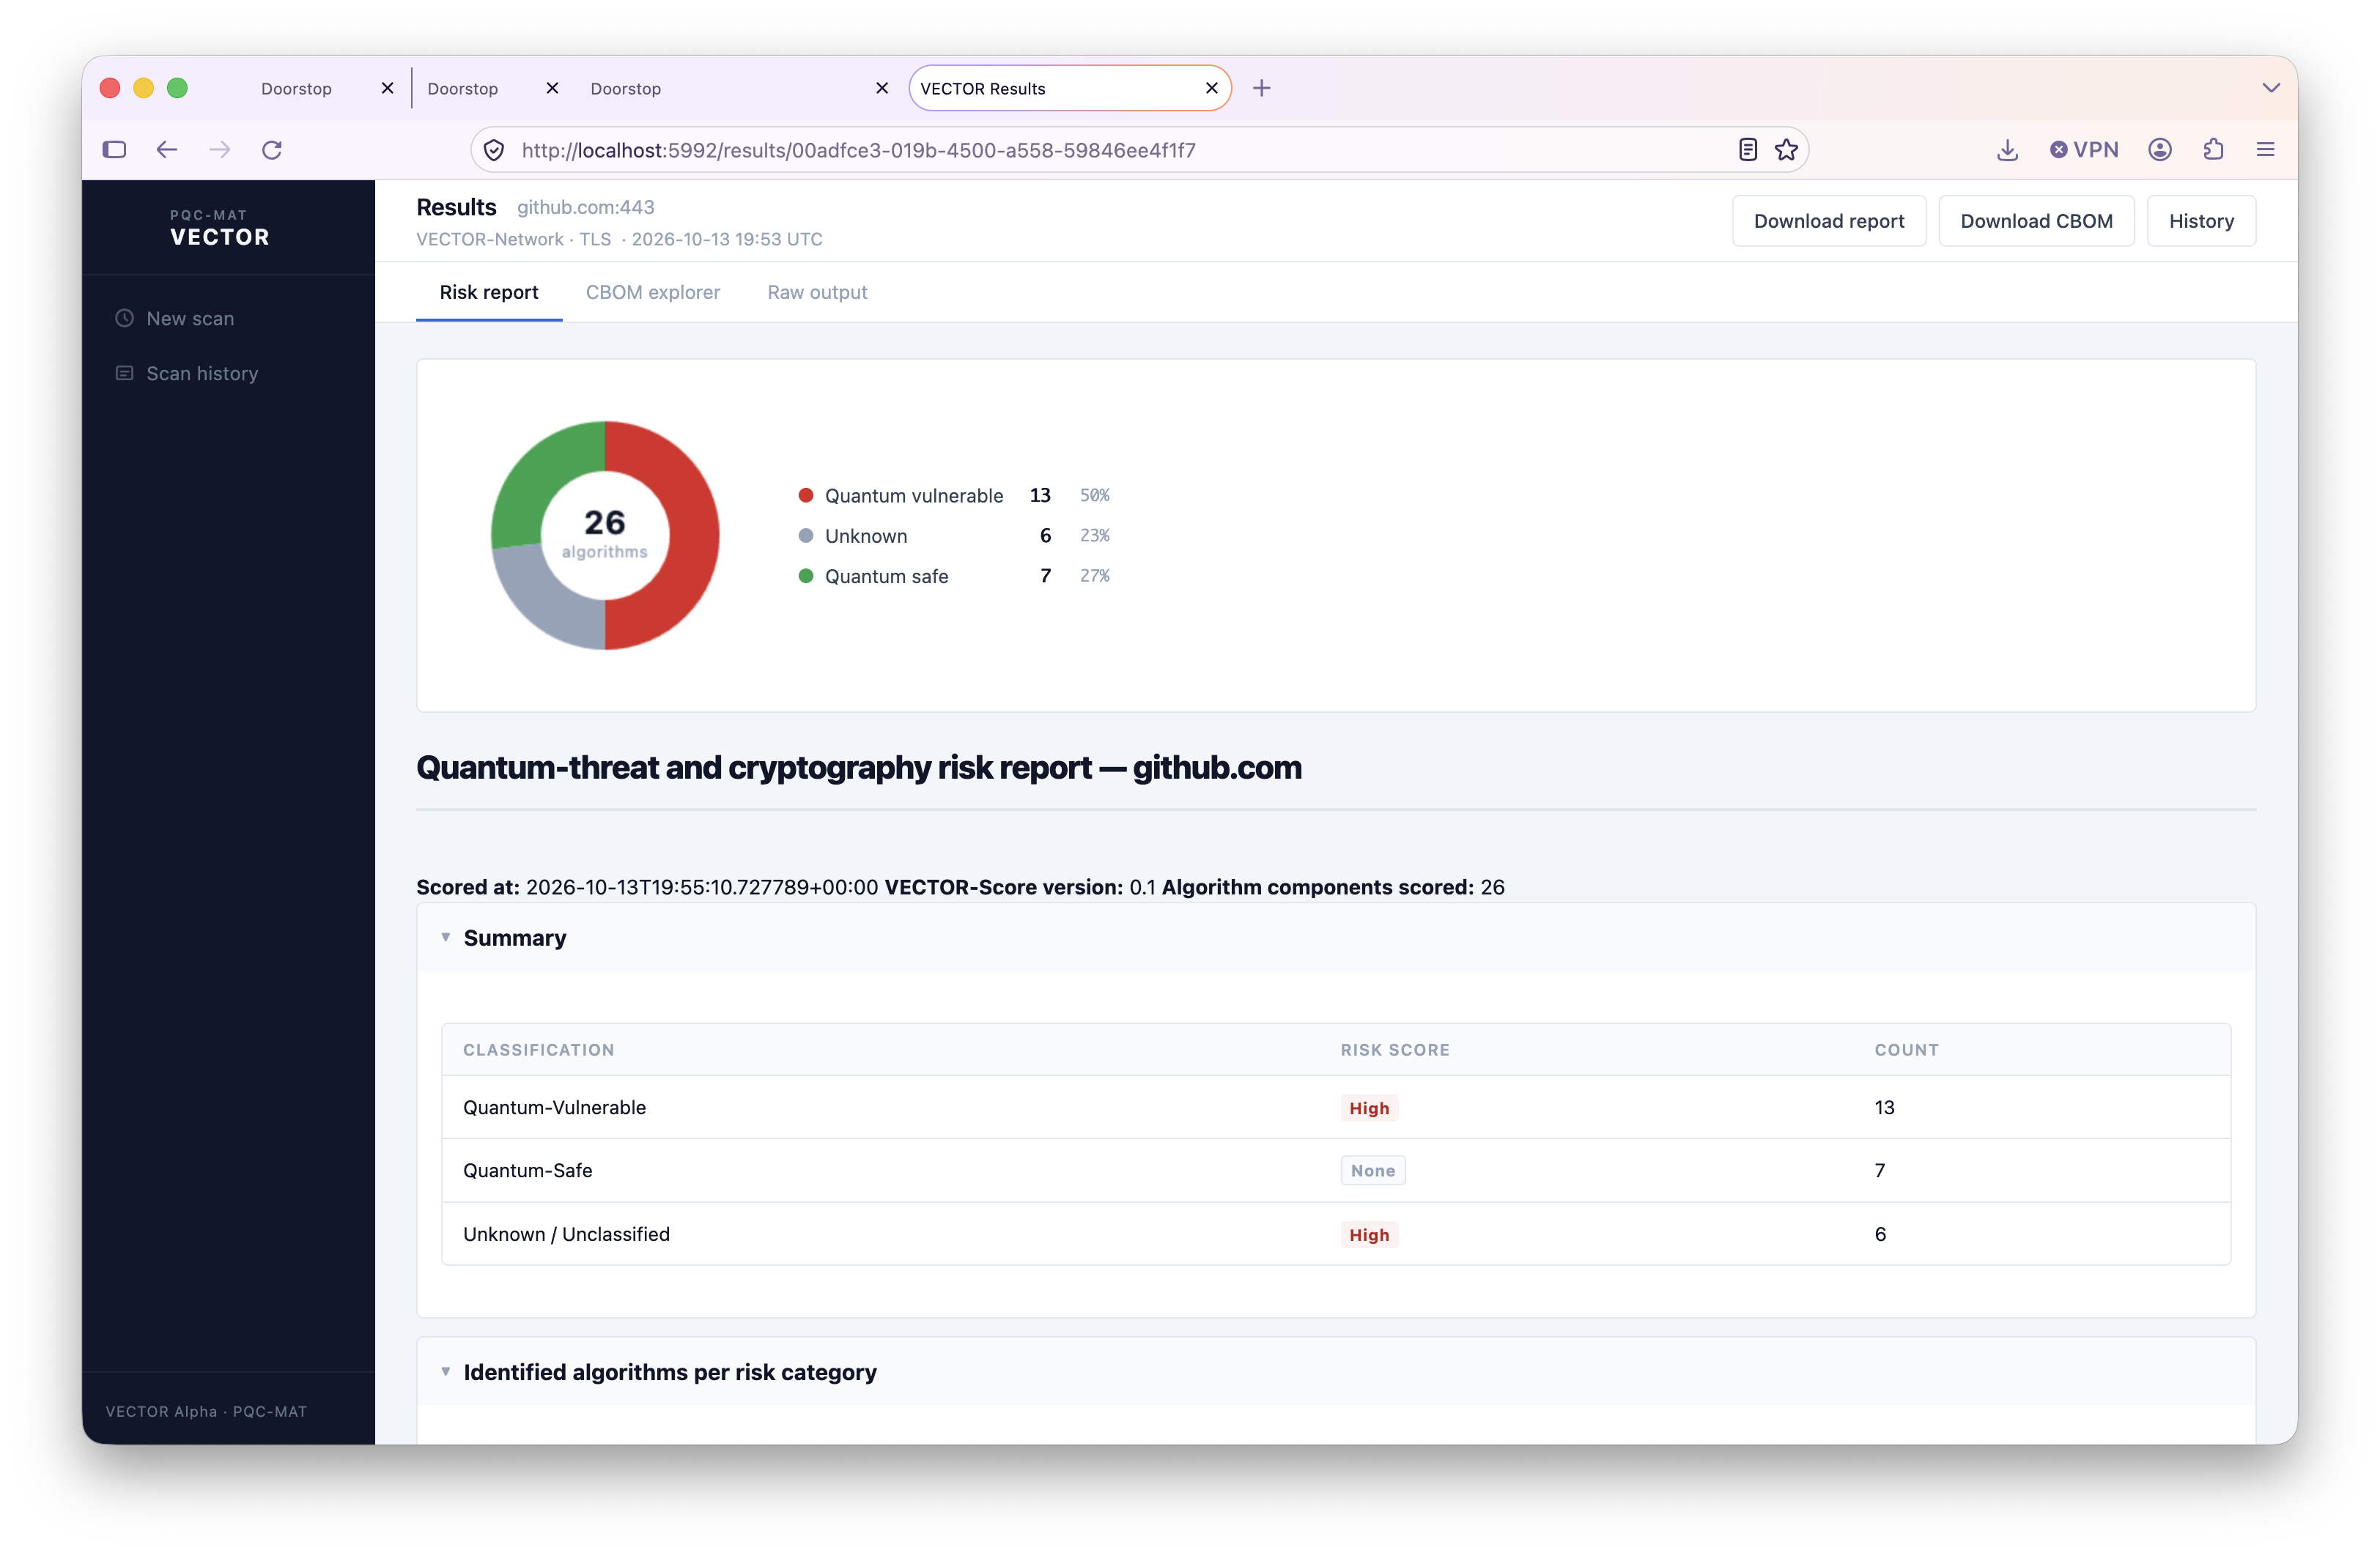 Doorstop
Doorstop
Doorstop
VECTOR Results
http://localhost:5992/results/00adfce3-019b-4500-a558-59846ee4f1f7
VPN
PQC-MAT
VECTOR
New scan
Scan history
VECTOR Alpha · PQC-MAT
Results github.com:443
VECTOR-Network · TLS · 2026-10-13 19:53 UTC
Download report
Download CBOM
History
Risk report
CBOM explorer
Raw output
26
algorithms
Quantum vulnerable 13 50%
Unknown 6 23%
Quantum safe 7 27%
Quantum-threat and cryptography risk report — github.com
Scored at: 2026-10-13T19:55:10.727789+00:00 VECTOR-Score version: 0.1 Algorithm components scored: 26
Summary
CLASSIFICATION RISK SCORE COUNT
Quantum-Vulnerable High 13
Quantum-Safe None 7
Unknown / Unclassified High 6
Identified algorithms per risk category